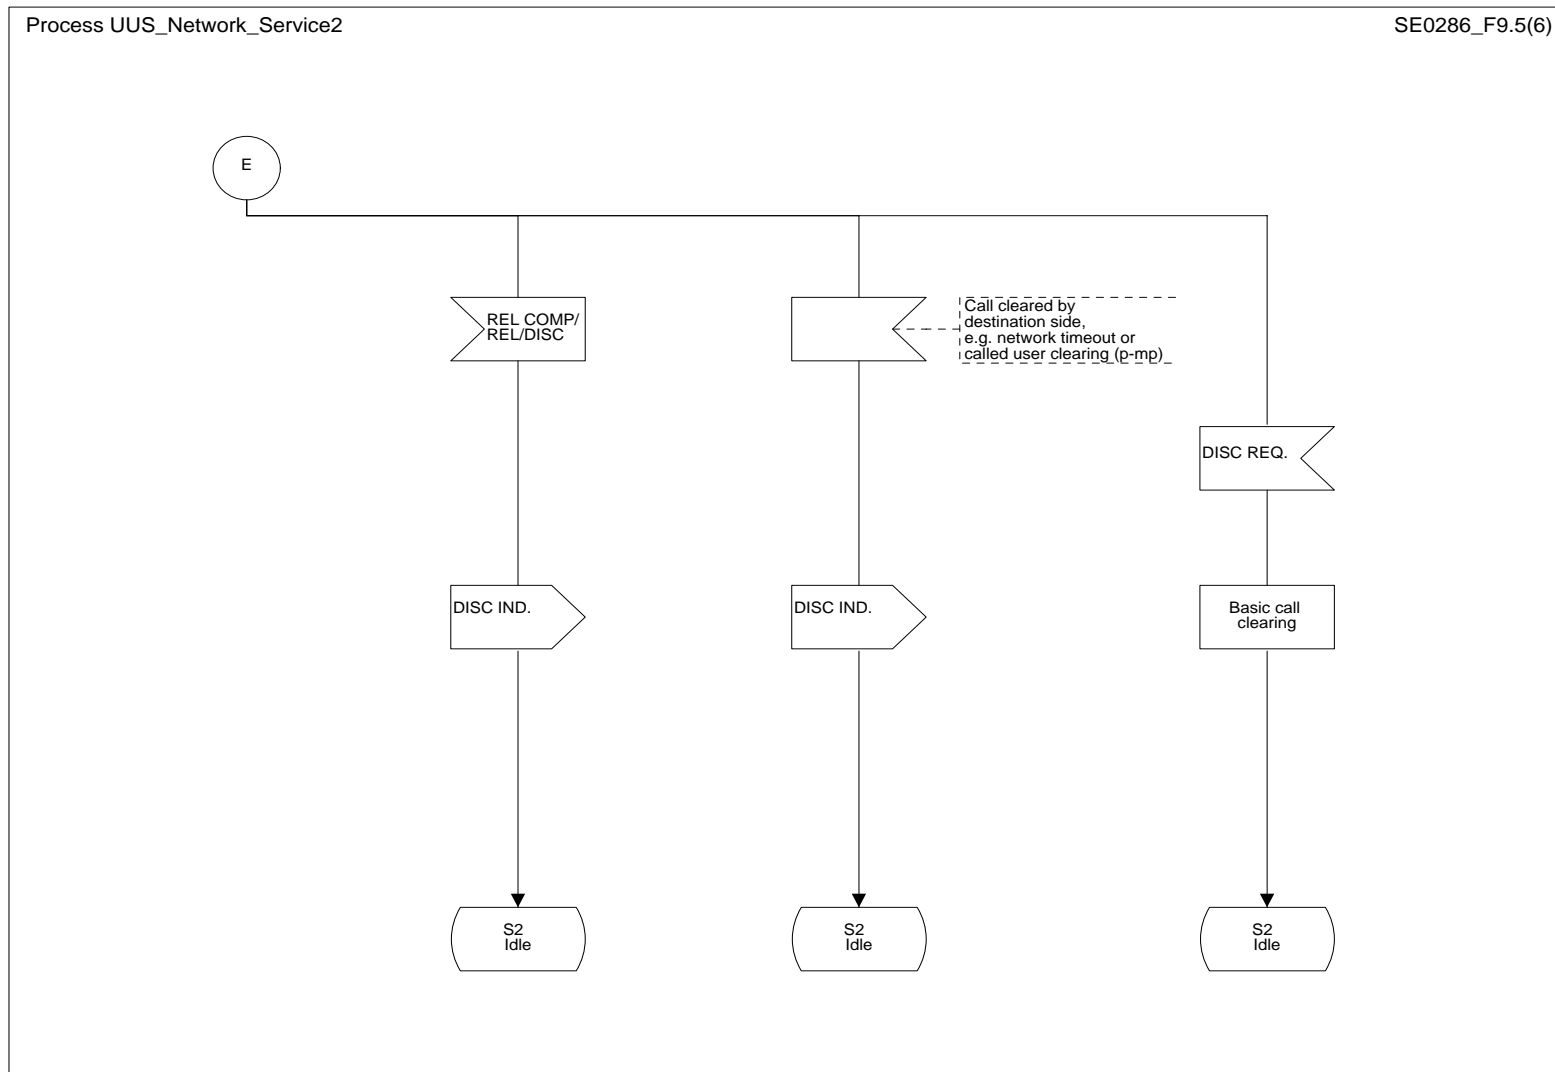 Process UUS_Network_Service2
SE0286_F9.5(6)
E
REL COMP/
REL/DISC
Call cleared by
destination side,
e.g. network timeout or
called user clearing (p-mp)
DISC REQ.
DISC IND.
DISC IND.
Basic call
clearing
S2
Idle
S2
Idle
S2
Idle